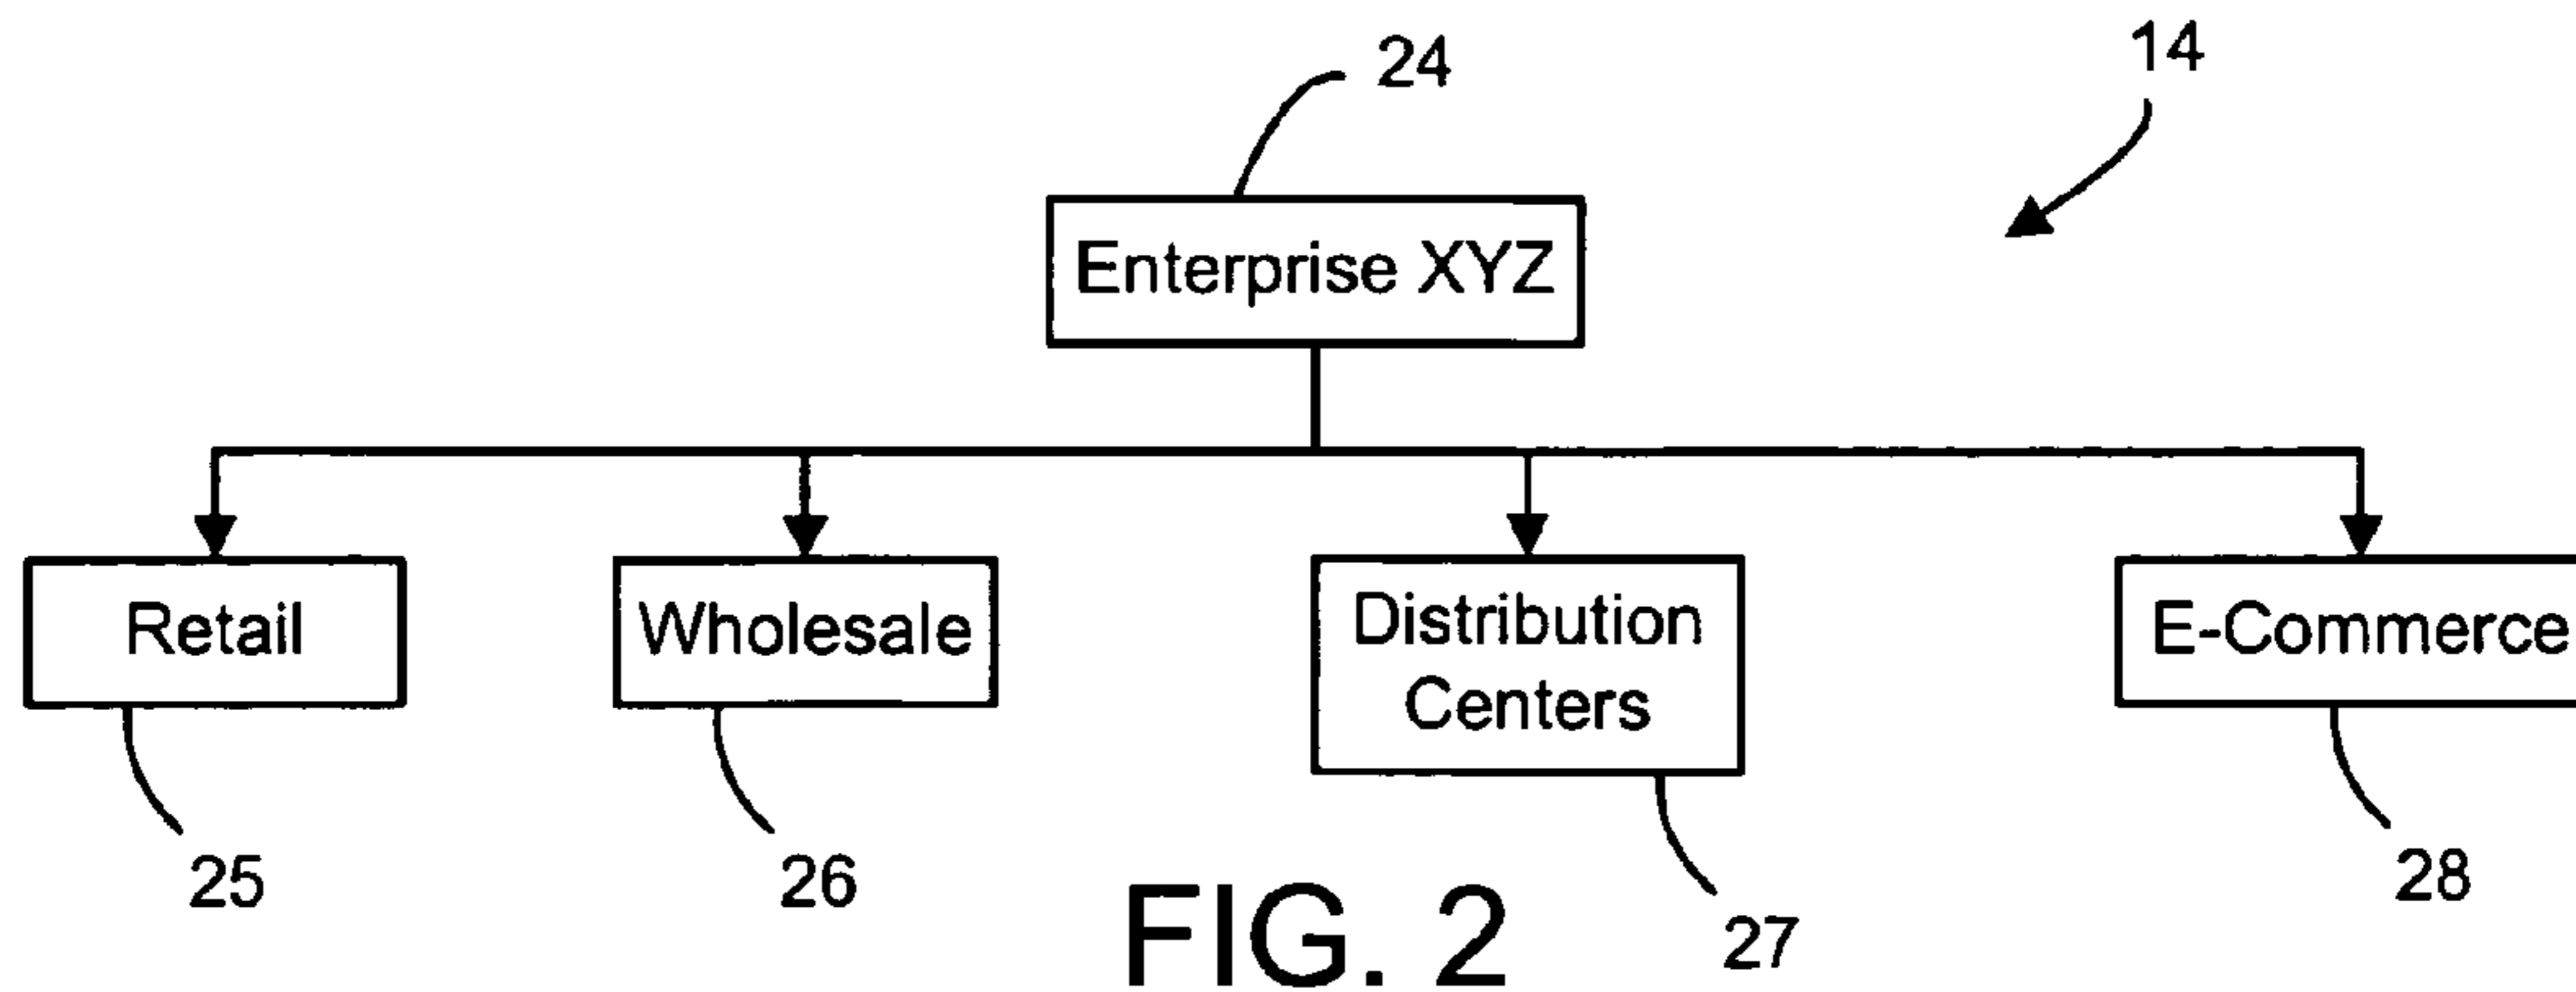 24
14
Enterprise XYZ
Retail
Wholesale
Distribution
Centers
E-Commerce
25
26
27
28
FIG. 2